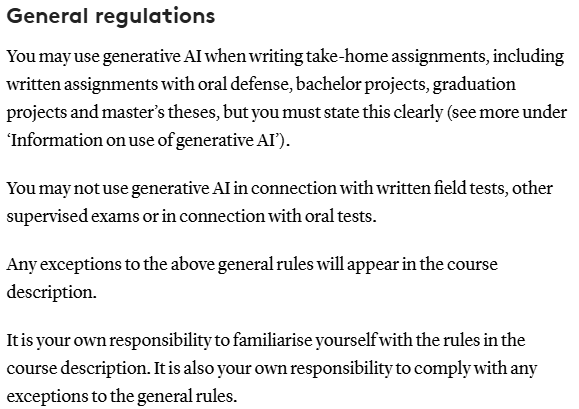 General regulations
You may use generative AI when writing take-home assignments, including
written assignments with oral defense, bachelor projects, graduation
projects and master’s theses, but you must state this clearly (see more under
‘Information on use of generative AI’).
You may not use generative AI in connection with written field tests, other
supervised exams or in connection with oral tests.
Any exceptions to the above general rules will appear in the course
description.
It is your own responsibility to familiarise yourself with the rules in the
course description. It is also your own responsibility to comply with any
exceptions to the general rules.